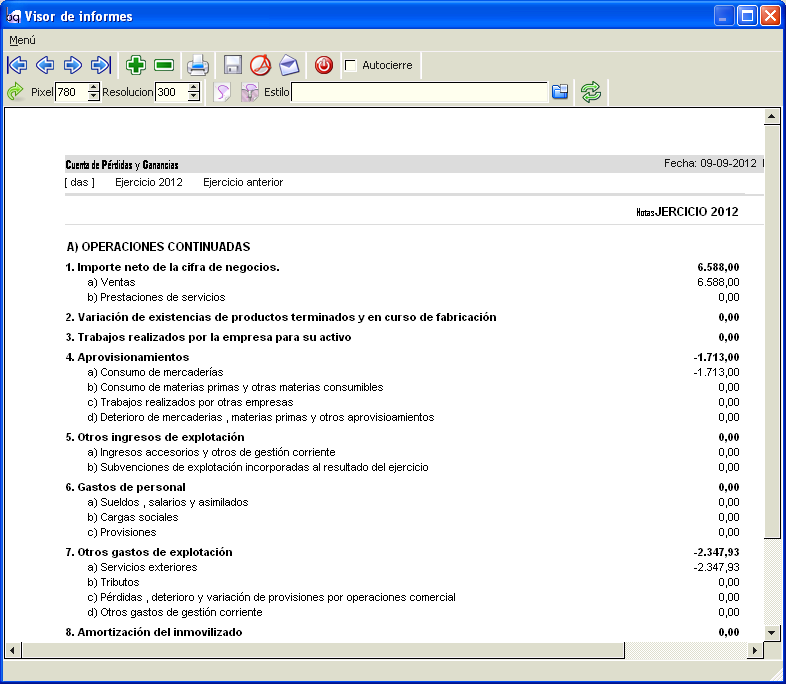 Visor de informes
Menú
Autocierre
Pixel 780 Resolucion 300 Estilo
Cuenta de Pérdidas y Ganancias Fecha: 09-09-2012
[ das ] Ejercicio 2012 Ejercicio anterior
Notas JERCICIO 2012
A) OPERACIONES CONTINUADAS
1. Importe neto de la cifra de negocios. 6.588,00
a) Ventas 6.588,00
b) Prestaciones de servicios 0,00
2. Variación de existencias de productos terminados y en curso de fabricación 0,00
3. Trabajos realizados por la empresa para su activo 0,00
4. Aprovisionamientos -1.713,00
a) Consumo de mercaderías -1.713,00
b) Consumo de materias primas y otras materias consumibles 0,00
c) Trabajos realizados por otras empresas 0,00
d) Deterioro de mercaderias , materias primas y otros aprovisioamientos 0,00
5. Otros ingresos de explotación 0,00
a) Ingresos accesorios y otros de gestión corriente 0,00
b) Subvenciones de explotación incorporadas al resultado del ejercicio 0,00
6. Gastos de personal 0,00
a) Sueldos , salarios y asimilados 0,00
b) Cargas sociales 0,00
c) Provisiones 0,00
7. Otros gastos de explotación -2.347,93
a) Servicios exteriores -2.347,93
b) Tributos 0,00
c) Pérdidas , deterioro y variación de provisiones por operaciones comercial 0,00
d) Otros gastos de gestión corriente 0,00
8. Amortización del inmovilizado 0,00